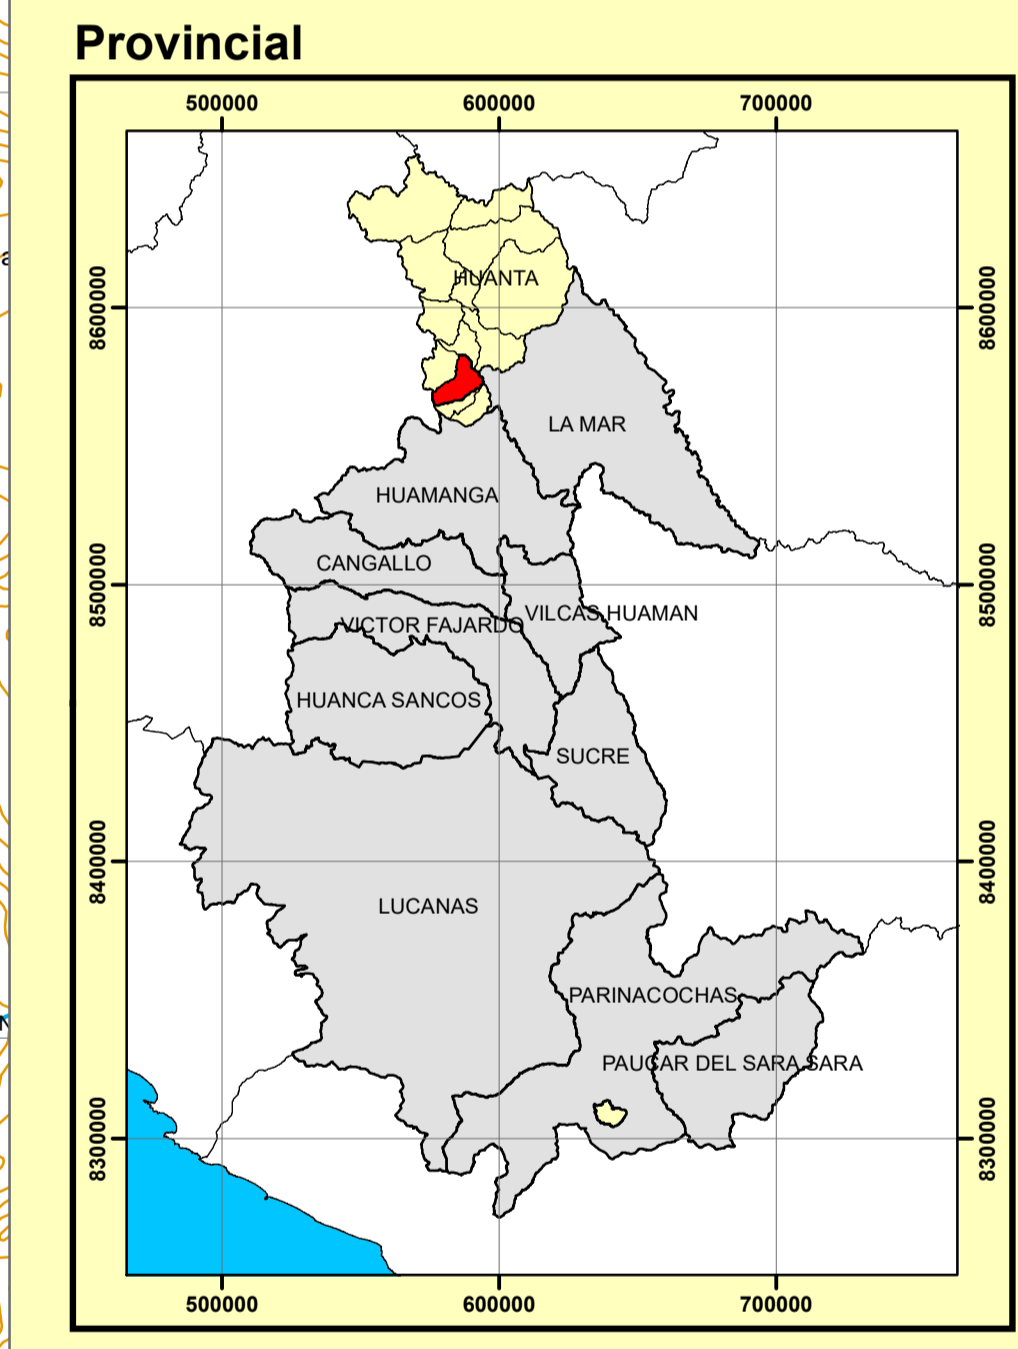 Provincial
500000 600000 700000
HUANTA
8600000 8600000
LA MAR
HUAMANGA
CANGALLO
8500000 8500000
VILCAS HUAMAN
VICTOR FAJARDO
HUANCA SANCOS
SUCRE
8400000 8400000
LUCANAS
PARINACOCHAS
PAUCAR DEL SARA SARA
8300000 8300000
500000 600000 700000